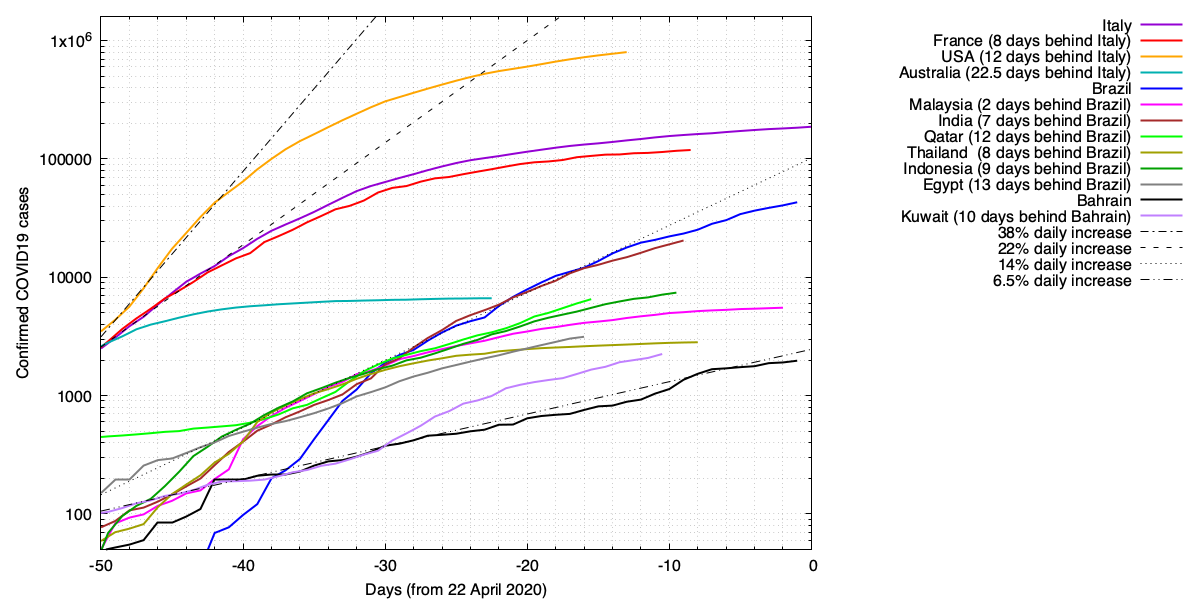 Confirmed COVID19 cases
1x10⁶
100000
10000
1000
100
-50
-40
-30
-20
-10
0
Days (from 22 April 2020)
Italy
France (8 days behind Italy)
USA (12 days behind Italy)
Australia (22.5 days behind Italy)
Brazil
Malaysia (2 days behind Brazil)
India (7 days behind Brazil)
Qatar (12 days behind Brazil)
Thailand  (8 days behind Brazil)
Indonesia (9 days behind Brazil)
Egypt (13 days behind Brazil)
Bahrain
Kuwait (10 days behind Bahrain)
38% daily increase
22% daily increase
14% daily increase
6.5% daily increase